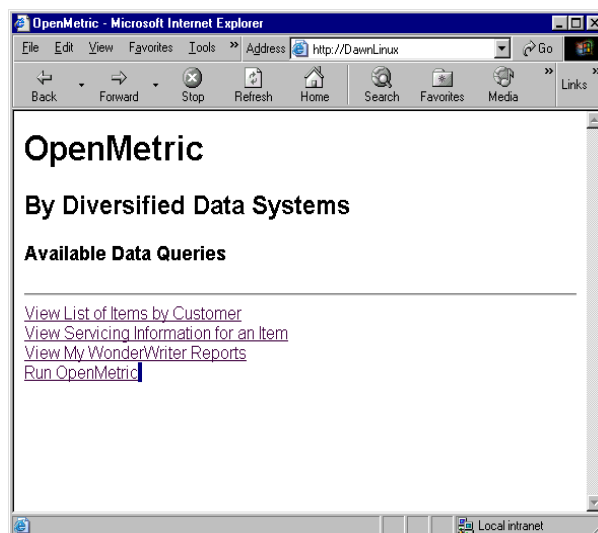 OpenMetric - Microsoft Internet Explorer
File Edit View Favorites Tools » Address http://DawnLinux Go
Back Forward Stop Refresh Home Search Favorites Media » Links »
OpenMetric
By Diversified Data Systems
Available Data Queries
View List of Items by Customer
View Servicing Information for an Item
View My WonderWriter Reports
Run OpenMetric
Local intranet